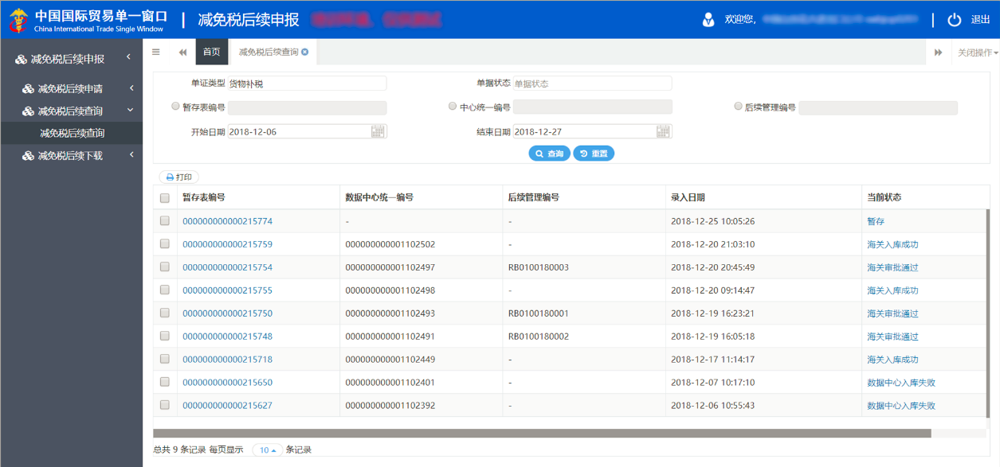 中国国际贸易单一窗口 | 减免税后续申报
China International Trade Single Window
欢迎您, | 退出
减免税后续申报
减免税后续申请
减免税后续查询
减免税后续查询
减免税后续下载
首页 减免税后续查询 关闭操作
单证类型 货物补税 单据状态 单据状态
暂存表编号 中心统一编号 后续管理编号
开始日期 2018-12-06 结束日期 2018-12-27
查询 重置
打印
暂存表编号 数据中心统一编号 后续管理编号 录入日期 当前状态
000000000000215774 - - 2018-12-25 10:05:26 暂存
000000000000215759 000000000001102502 - 2018-12-20 21:03:10 海关入库成功
000000000000215754 000000000001102497 RB0100180003 2018-12-20 20:45:49 海关审批通过
000000000000215755 000000000001102498 - 2018-12-20 09:14:47 海关入库成功
000000000000215750 000000000001102493 RB0100180001 2018-12-19 16:23:21 海关审批通过
000000000000215748 000000000001102491 RB0100180002 2018-12-19 16:05:18 海关审批通过
000000000000215718 000000000001102449 - 2018-12-17 11:14:17 海关入库成功
000000000000215650 000000000001102401 - 2018-12-07 10:17:10 数据中心入库失败
000000000000215627 000000000001102392 - 2018-12-06 10:55:43 数据中心入库失败
总共 9 条记录 每页显示 10 条记录